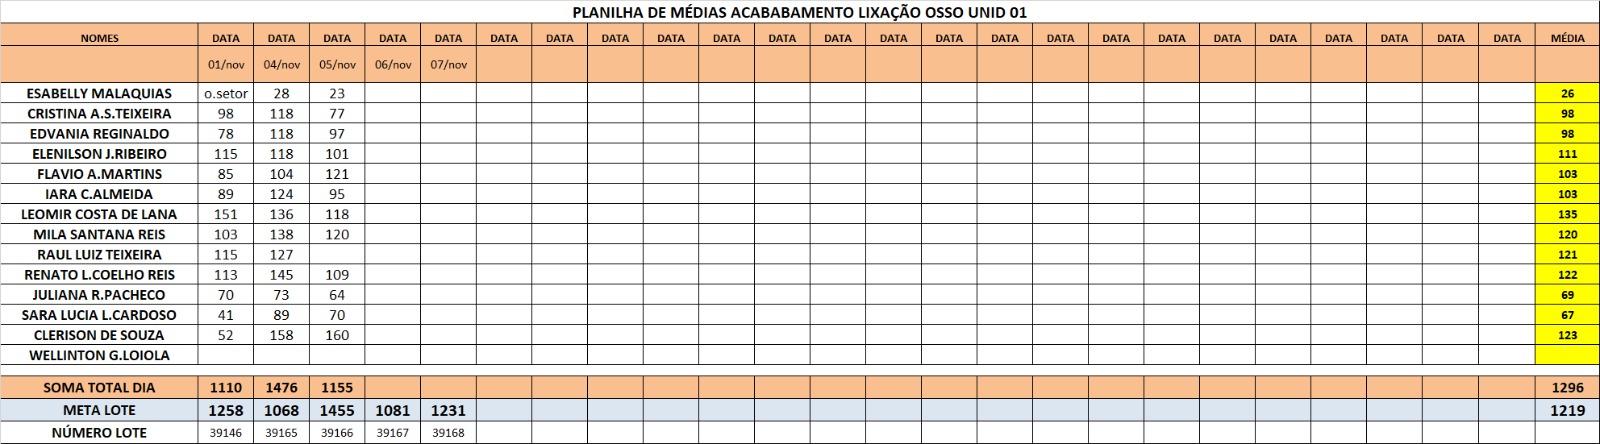 PLANILHA DE MÉDIAS ACABABAMENTO LIXAÇÃO OSSO UNID 01
NOMES DATA DATA DATA DATA DATA DATA DATA DATA DATA DATA DATA DATA DATA DATA DATA DATA DATA DATA DATA DATA DATA DATA DATA DATA MÉDIA
01/nov 04/nov 05/nov 06/nov 07/nov
ESABELLY MALAQUIAS o.setor 28 23 26
CRISTINA A.S.TEIXEIRA 98 118 77 98
EDVANIA REGINALDO 78 118 97 98
ELENILSON J.RIBEIRO 115 118 101 111
FLAVIO A.MARTINS 85 104 121 103
IARA C.ALMEIDA 89 124 95 103
LEOMIR COSTA DE LANA 151 136 118 135
MILA SANTANA REIS 103 138 120 120
RAUL LUIZ TEIXEIRA 115 127 121
RENATO L.COELHO REIS 113 145 109 122
JULIANA R.PACHECO 70 73 64 69
SARA LUCIA L.CARDOSO 41 89 70 67
CLERISON DE SOUZA 52 158 160 123
WELLINTON G.LOIOLA
SOMA TOTAL DIA 1110 1476 1155 1296
META LOTE 1258 1068 1455 1081 1231 1219
NÚMERO LOTE 39146 39165 39166 39167 39168